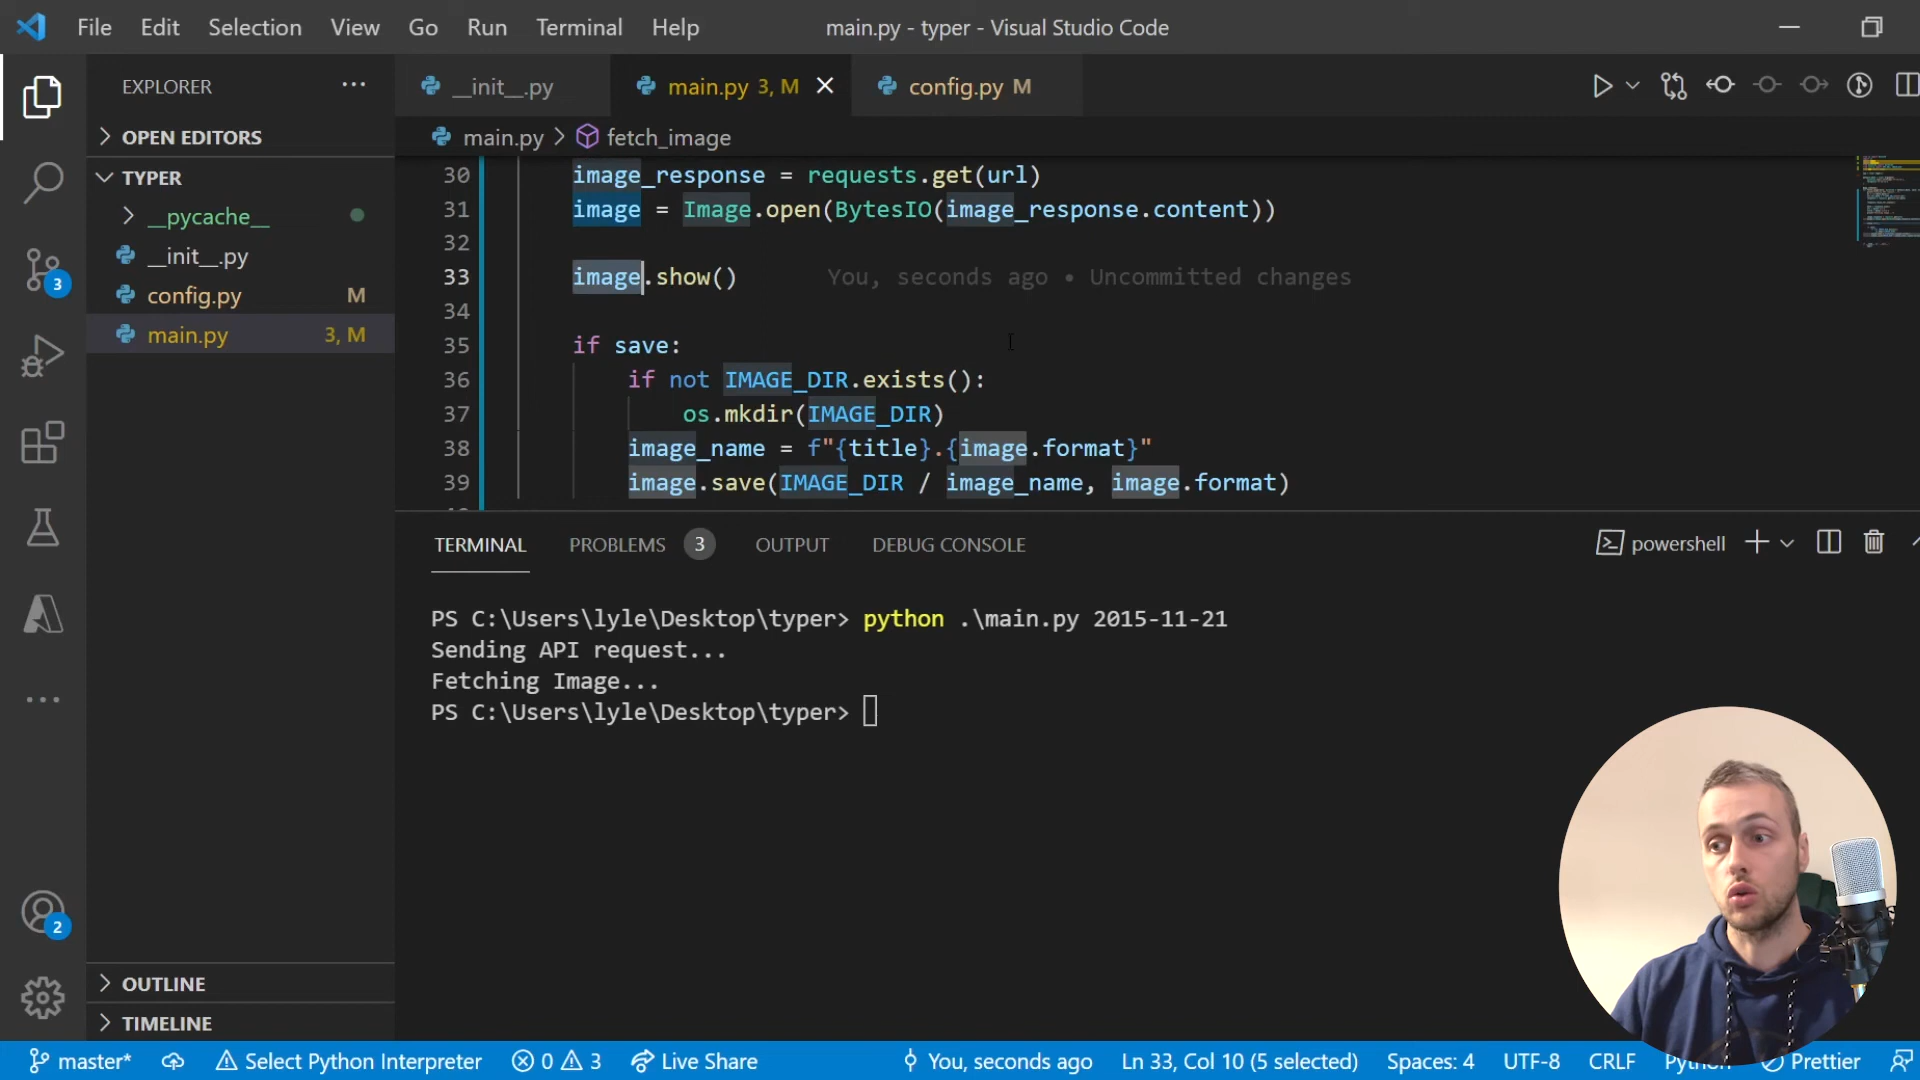 File Edit Selection View Go Run Terminal Help main.py - typer - Visual Studio Code
EXPLORER
OPEN EDITORS
TYPER
__pycache__
__init__.py
config.py M
main.py 3, M
OUTLINE
TIMELINE
3
2
__init__.py main.py 3, M config.py M
main.py > fetch_image
30 image_response = requests.get(url)
31 image = Image.open(BytesIO(image_response.content))
32
33 image.show() You, seconds ago • Uncommitted changes
34
35 if save:
36 if not IMAGE_DIR.exists():
37 os.mkdir(IMAGE_DIR)
38 image_name = f"{title}.{image.format}"
39 image.save(IMAGE_DIR / image_name, image.format)
TERMINAL PROBLEMS 3 OUTPUT DEBUG CONSOLE powershell
PS C:\Users\lyle\Desktop\typer> python .\main.py 2015-11-21
Sending API request...
Fetching Image...
PS C:\Users\lyle\Desktop\typer>
master* Select Python Interpreter 0 3 Live Share You, seconds ago Ln 33, Col 10 (5 selected) Spaces: 4 UTF-8 CRLF Python Prettier